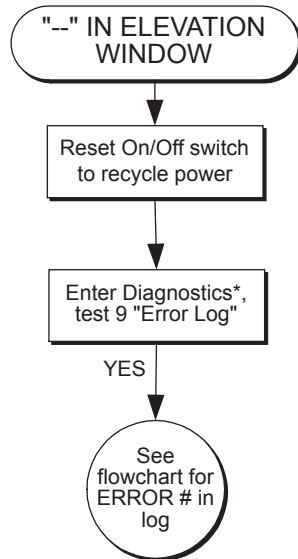 "--" IN ELEVATION
WINDOW
Reset On/Off switch
to recycle power
Enter Diagnostics*,
test 9 "Error Log"
YES
See
flowchart for
ERROR # in
log